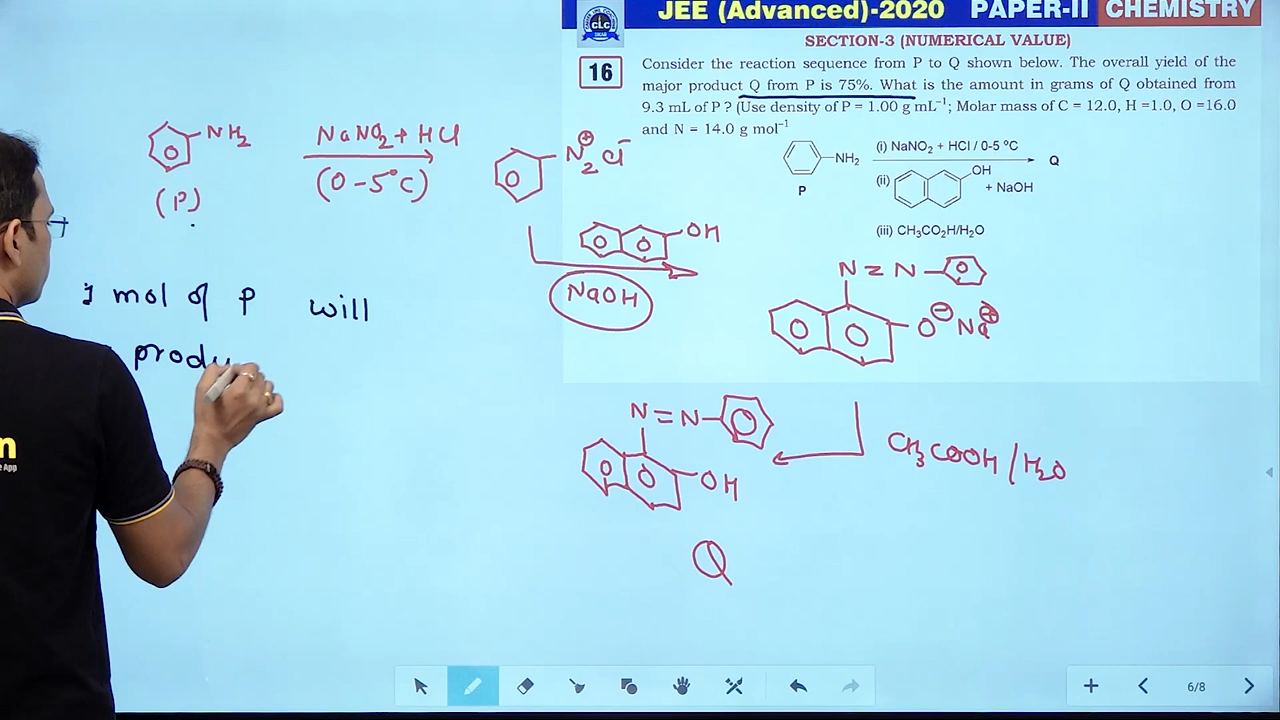 JEE (Advanced)-2020 PAPER-II CHEMISTRY
CLC
SIKAR
SECTION-3 (NUMERICAL VALUE)
16
Consider the reaction sequence from P to Q shown below. The overall yield of the
major product Q from P is 75%. What is the amount in grams of Q obtained from
9.3 mL of P ? (Use density of P = 1.00 g mL⁻¹; Molar mass of C = 12.0, H =1.0, O =16.0
and N = 14.0 g mol⁻¹
NH₂
P
(i) NaNO₂ + HCl / 0-5 ºC
(ii)
OH
+ NaOH
(iii) CH₃CO₂H/H₂O
Q
NH₂
(P)
NaNO₂ + HCl
(0-5°C)
N₂⊕ Cl⁻
OH
NaOH
N = N
O⊖ Na⊕
CH₃COOH/H₂O
N = N
OH
Q
1 mol of P will
produ
n
e App
6/8